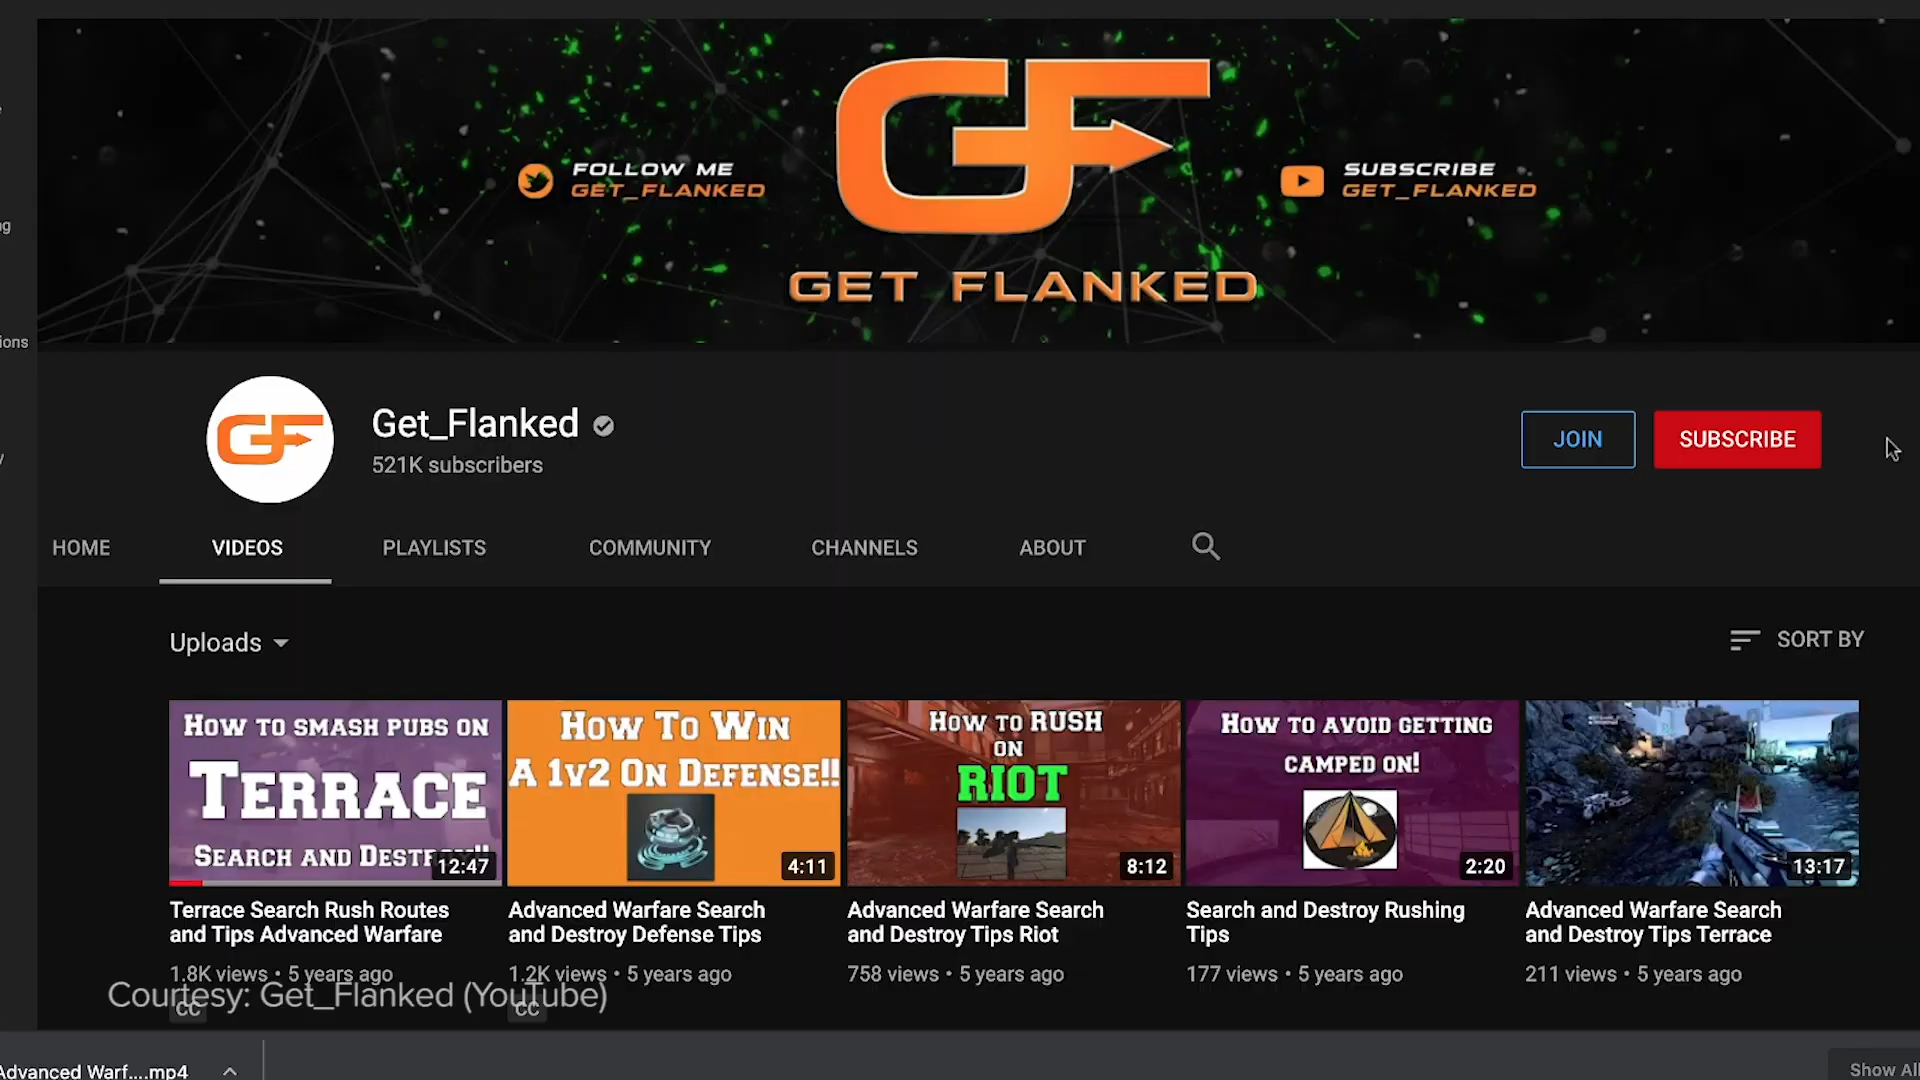 GF
FOLLOW ME
GET_FLANKED
SUBSCRIBE
GET_FLANKED
GET FLANKED
ions
GF
Get_Flanked
521K subscribers
JOIN
SUBSCRIBE
HOME
VIDEOS
PLAYLISTS
COMMUNITY
CHANNELS
ABOUT
Uploads
SORT BY
HOW TO SMASH PUBS ON
TERRACE
SEARCH AND DESTROY!!
12:47
HOW TO WIN
A 1V2 ON DEFENSE!!
4:11
HOW TO RUSH
ON
RIOT
8:12
HOW TO AVOID GETTING
CAMPED ON!
2:20
13:17
Terrace Search Rush Routes
and Tips Advanced Warfare
1.8K views • 5 years ago
CC
Advanced Warfare Search
and Destroy Defense Tips
1.2K views • 5 years ago
CC
Advanced Warfare Search
and Destroy Tips Riot
758 views • 5 years ago
Search and Destroy Rushing
Tips
177 views • 5 years ago
Advanced Warfare Search
and Destroy Tips Terrace
211 views • 5 years ago
Courtesy: Get_Flanked (YouTube)
Advanced Warf....mp4
Show All